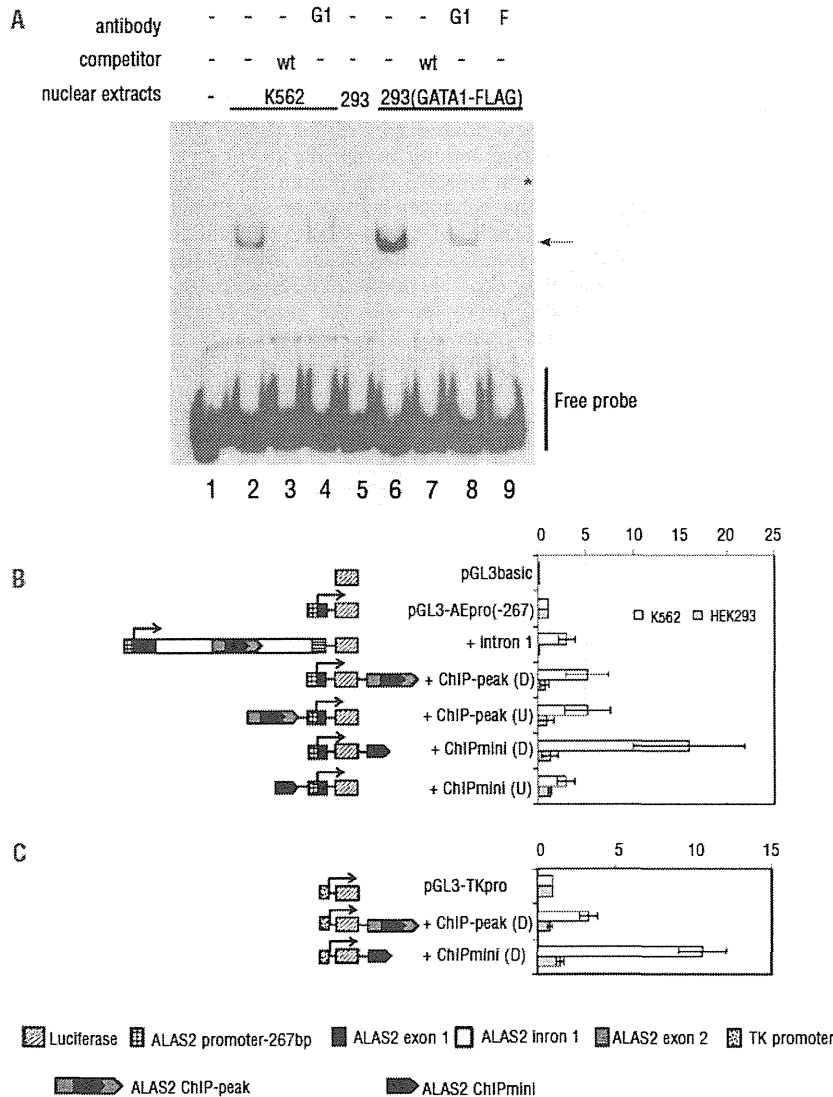 A
antibody - - - G1 - - - G1 F
competitor - - wt - - - wt - -
nuclear extracts - K562 293 293(GATA1-FLAG)
*
Free probe
1 2 3 4 5 6 7 8 9
B
0 5 10 15 20 25
pGL3basic
pGL3-AEpro(-267)
K562 HEK293
+ intron 1
+ ChIP-peak (D)
+ ChIP-peak (U)
+ ChIPmini (D)
+ ChIPmini (U)
C
0 5 10 15
pGL3-TKpro
+ ChIP-peak (D)
+ ChIPmini (D)
Luciferase ALAS2 promoter-267bp ALAS2 exon 1 ALAS2 inron 1 ALAS2 exon 2 TK promoter
ALAS2 ChIP-peak ALAS2 ChIPmini